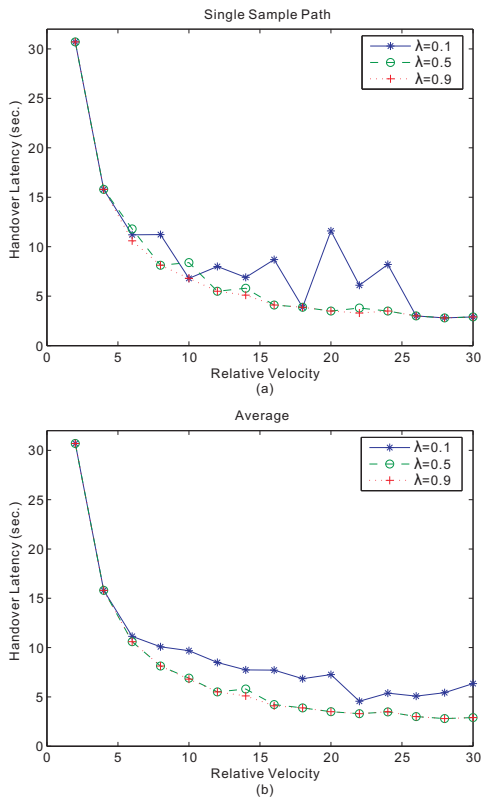 Single Sample Path
Handover Latency (sec.)
30
25
20
15
10
5
0
λ=0.1
λ=0.5
λ=0.9
0 5 10 15 20 25 30
Relative Velocity
(a)
Average
Handover Latency (sec.)
30
25
20
15
10
5
0
λ=0.1
λ=0.5
λ=0.9
0 5 10 15 20 25 30
Relative Velocity
(b)